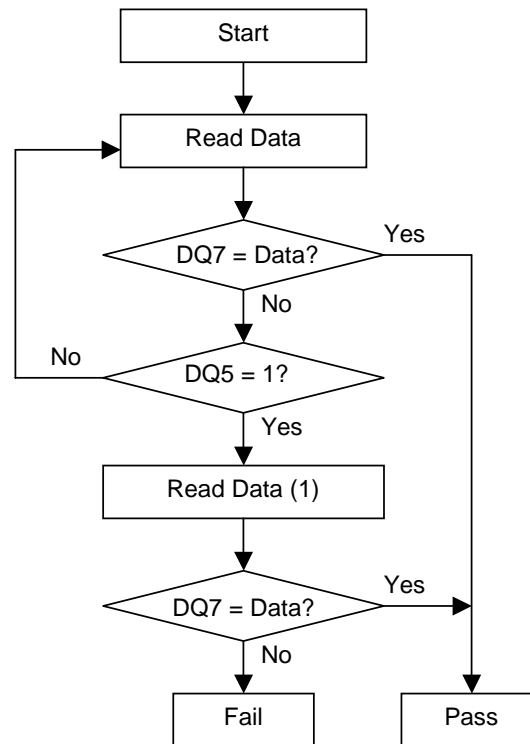 Start
Read Data
DQ7 = Data?
Yes
No
No
DQ5 = 1?
Yes
Read Data (1)
DQ7 = Data?
Yes
No
Fail
Pass